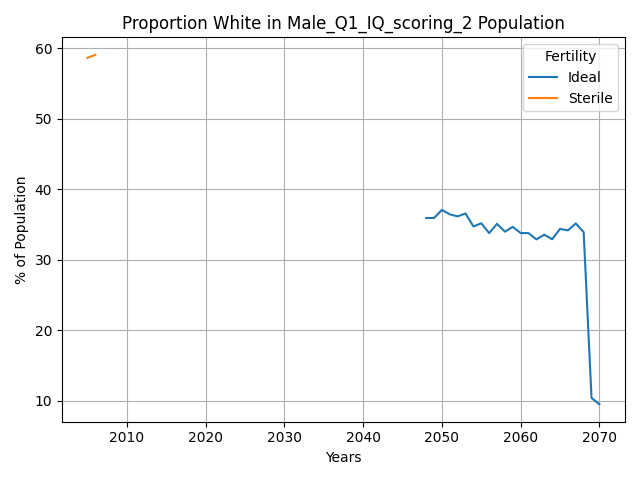 Proportion White in Male_Q1_IQ_scoring_2 Population
Fertility
Ideal
Sterile
% of Population
60
50
40
30
20
10
2010 2020 2030 2040 2050 2060 2070
Years